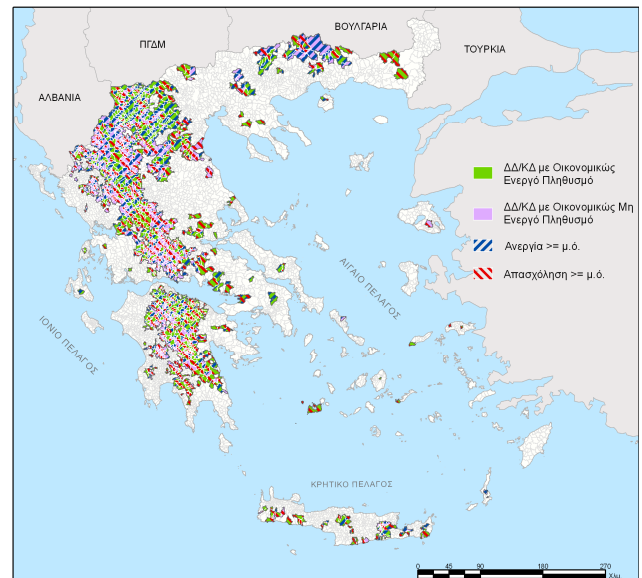 ΒΟΥΛΓΑΡΙΑ
ΠΓΔΜ
ΤΟΥΡΚΙΑ
ΑΛΒΑΝΙΑ
ΔΔ/ΚΔ με Οικονομικώς
Ενεργό Πληθυσμό
ΔΔ/ΚΔ με Οικονομικώς Μη
Ενεργό Πληθυσμό
Ανεργία >= μ.ό.
Απασχόληση >= μ.ό.
ΑΙΓΑΙΟ ΠΕΛΑΓΟΣ
ΙΟΝΙΟ ΠΕΛΑΓΟΣ
ΚΡΗΤΙΚΟ ΠΕΛΑΓΟΣ
0 45 90 180 270
Χλμ